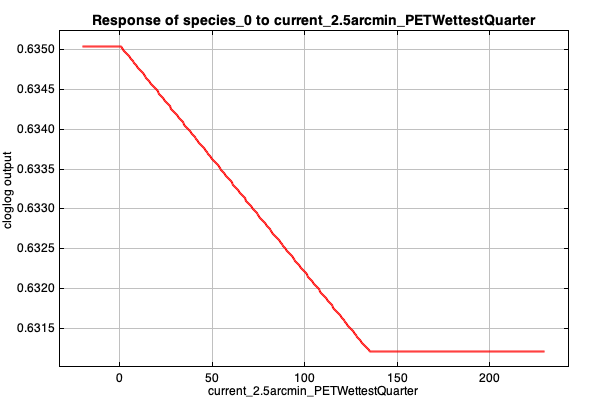 Response of species_0 to current_2.5arcmin_PETWettestQuarter
0.6350
0.6345
0.6340
0.6335
0.6330
0.6325
0.6320
0.6315
cloglog output
0 50 100 150 200
current_2.5arcmin_PETWettestQuarter